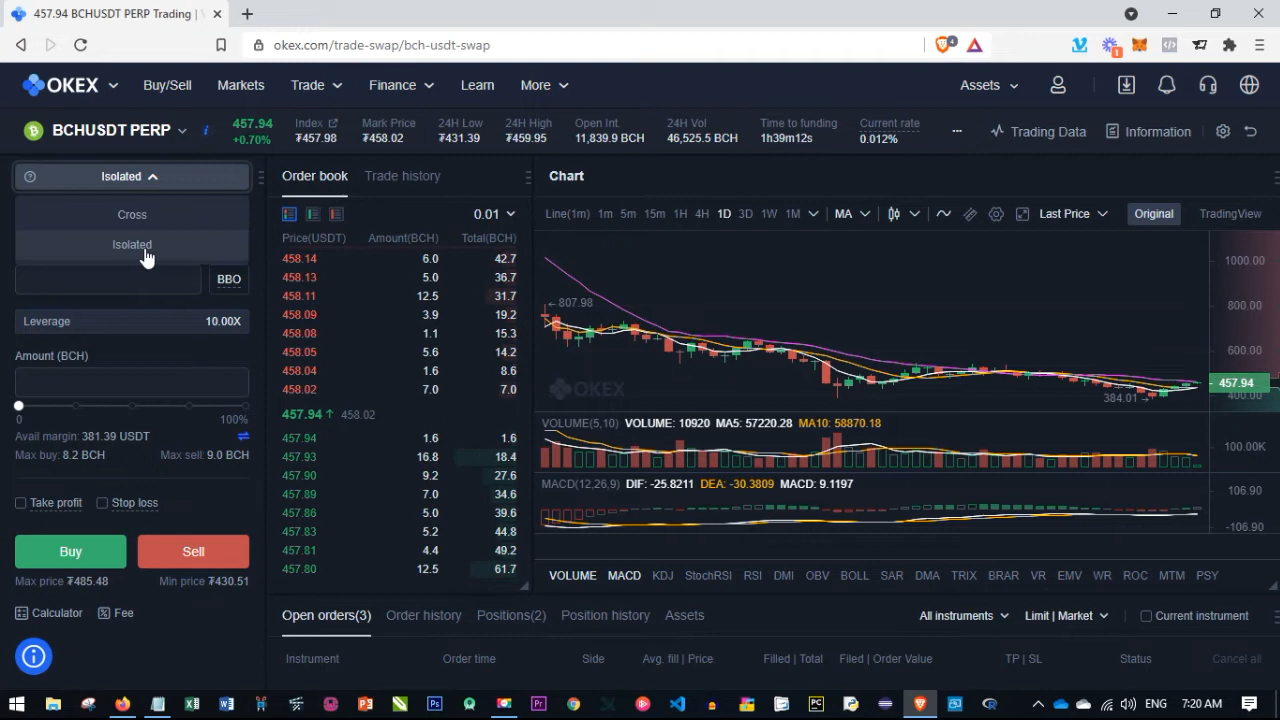 457.94 BCHUSDT PERP Trading |
okex.com/trade-swap/bch-usdt-swap
4
1
OKEX Buy/Sell Markets Trade Finance Learn More Assets
BCHUSDT PERP
457.94
+0.70%
Index
₮457.98
Mark Price
₮458.02
24H Low
₮431.39
24H High
₮459.95
Open Int.
11,839.9 BCH
24H Vol
46,525.5 BCH
Time to funding
1h39m12s
Current rate
0.012%
Trading Data
Information
Isolated
Cross
Isolated
BBO
Leverage 10.00X
Amount (BCH)
0 100%
Avail margin: 381.39 USDT
Max buy: 8.2 BCH Max sell: 9.0 BCH
Take profit Stop loss
Buy Sell
Max price ₮485.48 Min price ₮430.51
Calculator Fee
Order book Trade history
0.01
Price(USDT) Amount(BCH) Total(BCH)
458.14 6.0 42.7
458.13 5.0 36.7
458.11 12.5 31.7
458.09 3.9 19.2
458.08 1.1 15.3
458.05 5.6 14.2
458.04 1.6 8.6
458.02 7.0 7.0
457.94↑ 458.02
457.94 1.6 1.6
457.93 16.8 18.4
457.90 9.2 27.6
457.89 7.0 34.6
457.86 5.0 39.6
457.83 5.2 44.8
457.81 4.4 49.2
457.80 12.5 61.7
Chart
Line(1m) 1m 5m 15m 1H 4H 1D 3D 1W 1M MA Last Price Original TradingView
1000.00
← 807.98
800.00
600.00
457.94
384.01 →
400.00
OKEX
VOLUME(5,10) VOLUME: 10920 MA5: 57220.28 MA10: 58870.18
100.00K
MACD(12,26,9) DIF: -25.8211 DEA: -30.3809 MACD: 9.1197
106.90
-106.90
VOLUME MACD KDJ StochRSI RSI DMI OBV BOLL SAR DMA TRIX BRAR VR EMV WR ROC MTM PSY
Open orders(3) Order history Positions(2) Position history Assets All instruments Limit | Market Current instrument
Instrument Order time Side Avg. fill | Price Filled | Total Filed | Order Value TP | SL Status Cancel all
ENG 7:20 AM